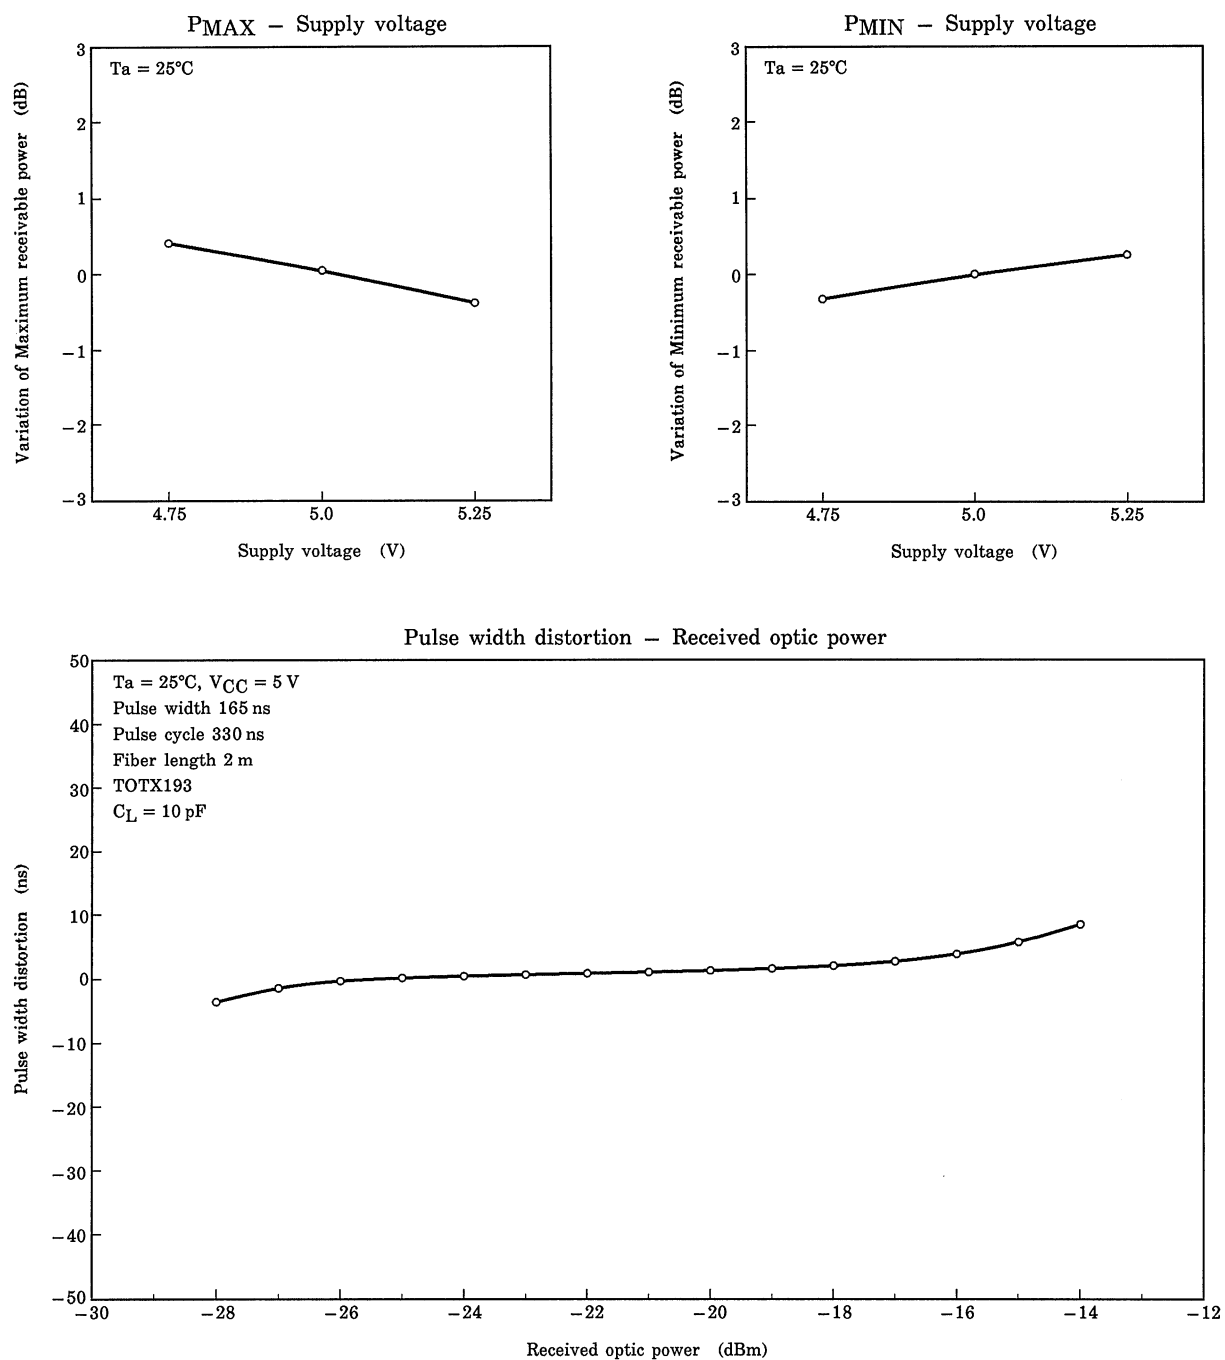 PMAX – Supply voltage
Variation of Maximum receivable power (dB)
3
2
1
0
−1
−2
−3
Ta = 25°C
4.75 5.0 5.25
Supply voltage (V)
PMIN – Supply voltage
Variation of Minimum receivable power (dB)
3
2
1
0
−1
−2
−3
Ta = 25°C
4.75 5.0 5.25
Supply voltage (V)
Pulse width distortion – Received optic power
Pulse width distortion (ns)
50
40
30
20
10
0
−10
−20
−30
−40
−50
Ta = 25°C, VCC = 5 V
Pulse width 165 ns
Pulse cycle 330 ns
Fiber length 2 m
TOTX193
CL = 10 pF
−30 −28 −26 −24 −22 −20 −18 −16 −14 −12
Received optic power (dBm)